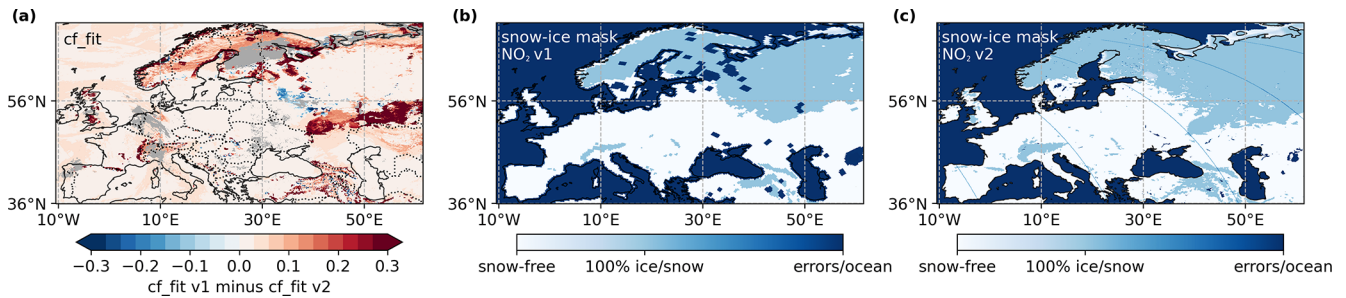 (a)
cf_fit
56°N
36°N
10°W
10°E
30°E
50°E
−0.3
−0.2
−0.1
0.0
0.1
0.2
0.3
cf_fit v1 minus cf_fit v2
(b)
snow-ice mask
NO₂ v1
56°N
36°N
10°W
10°E
30°E
50°E
snow-free
100% ice/snow
errors/ocean
(c)
snow-ice mask
NO₂ v2
56°N
36°N
10°W
10°E
30°E
50°E
snow-free
100% ice/snow
errors/ocean